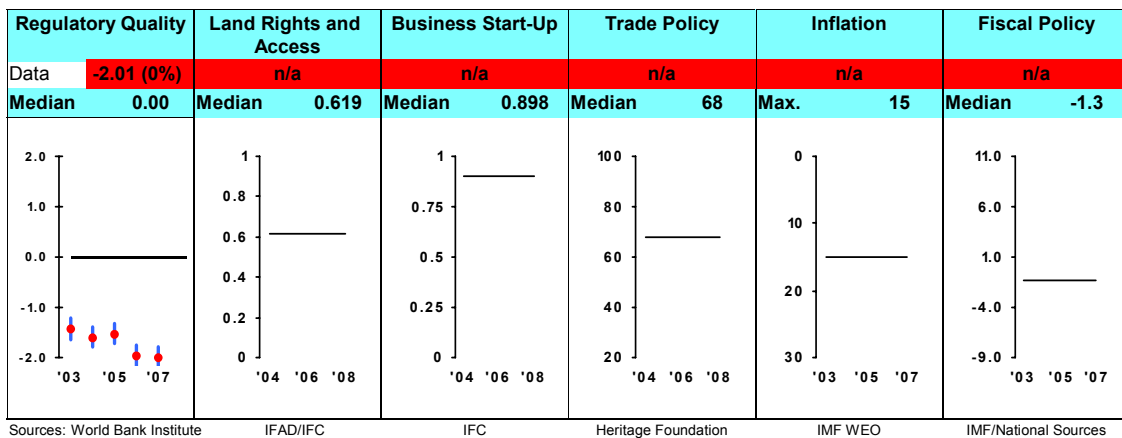 Regulatory Quality
Land Rights and Access
Business Start-Up
Trade Policy
Inflation
Fiscal Policy
Data -2.01 (0%) n/a n/a n/a n/a n/a
Median 0.00 Median 0.619 Median 0.898 Median 68 Max. 15 Median -1.3
2.0
1.0
0.0
-1.0
-2.0
'03 '05 '07
1
0.8
0.6
0.4
0.2
0
'04 '06 '08
1
0.75
0.5
0.25
0
'04 '06 '08
100
80
60
40
20
'04 '06 '08
0
10
20
30
'03 '05 '07
11.0
6.0
1.0
-4.0
-9.0
'03 '05 '07
Sources: World Bank Institute IFAD/IFC IFC Heritage Foundation IMF WEO IMF/National Sources